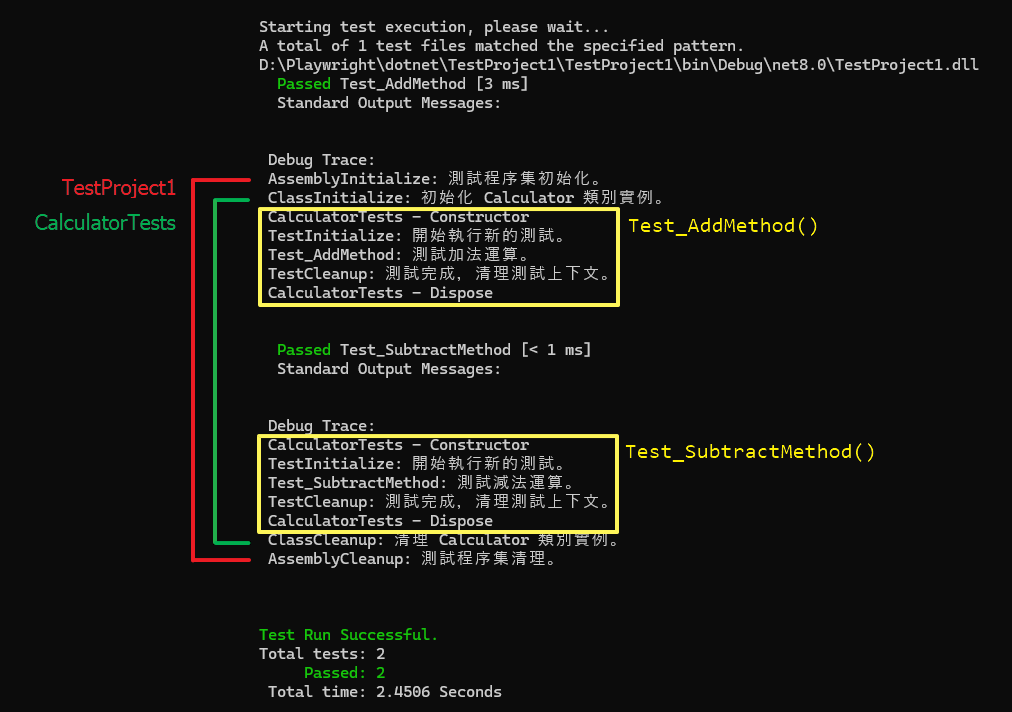 Starting test execution, please wait...
A total of 1 test files matched the specified pattern.
D:\Playwright\dotnet\TestProject1\TestProject1\bin\Debug\net8.0\TestProject1.dll
Passed Test_AddMethod [3 ms]
Standard Output Messages:
Debug Trace:
TestProject1
AssemblyInitialize: 測試程序集初始化。
ClassInitialize: 初始化 Calculator 類別實例。
CalculatorTests
CalculatorTests - Constructor
Test_AddMethod()
TestInitialize: 開始執行新的測試。
Test_AddMethod: 測試加法運算。
TestCleanup: 測試完成，清理測試上下文。
CalculatorTests - Dispose
Passed Test_SubtractMethod [< 1 ms]
Standard Output Messages:
Debug Trace:
CalculatorTests - Constructor
Test_SubtractMethod()
TestInitialize: 開始執行新的測試。
Test_SubtractMethod: 測試減法運算。
TestCleanup: 測試完成，清理測試上下文。
CalculatorTests - Dispose
ClassCleanup: 清理 Calculator 類別實例。
AssemblyCleanup: 測試程序集清理。
Test Run Successful.
Total tests: 2
Passed: 2
Total time: 2.4506 Seconds